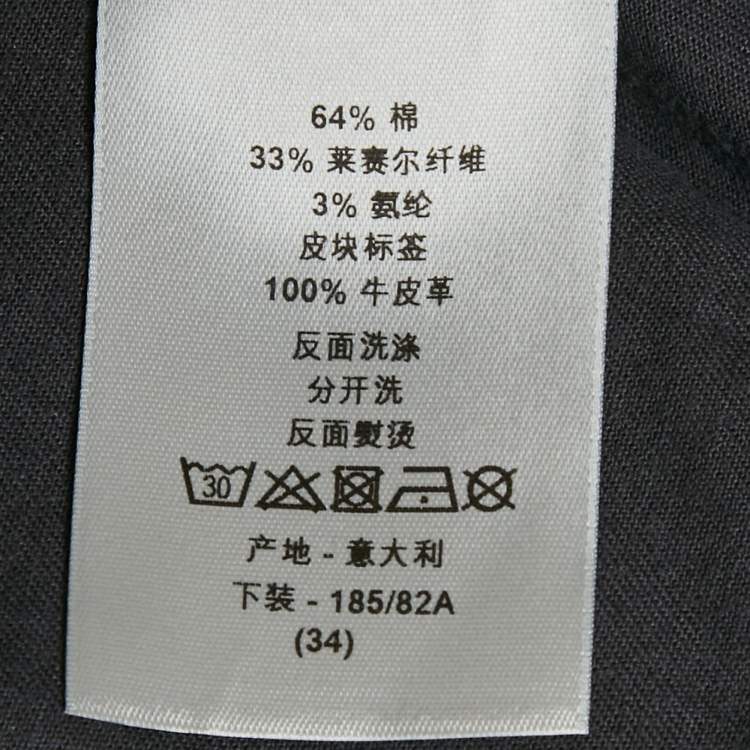 64% 棉
33% 莱赛尔纤维
3% 氨纶
皮块标签
100% 牛皮革
反面洗涤
分开洗
反面熨烫
30
产地 - 意大利
下装 - 185/82A
(34)